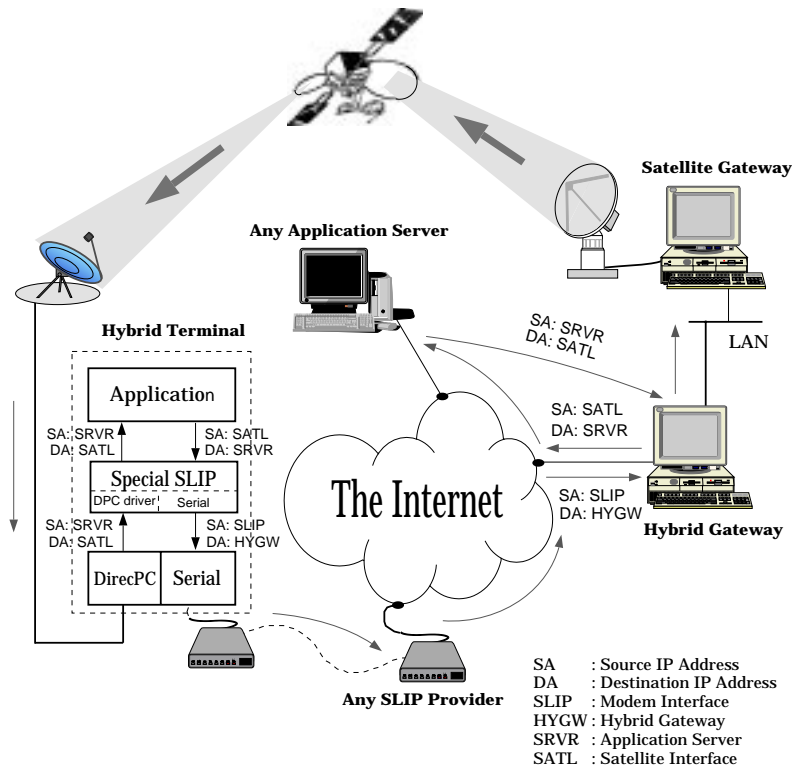 Satellite Gateway
Any Application Server
LAN
SA: SRVR
DA: SATL
Hybrid Terminal
Application
SA: SRVR
DA: SATL
SA: SATL
DA: SRVR
Special SLIP
DPC driver
Serial
SA: SRVR
DA: SATL
SA: SLIP
DA: HYGW
DirecPC
Serial
The Internet
SA: SATL
DA: SRVR
SA: SLIP
DA: HYGW
Hybrid Gateway
Any SLIP Provider
SA : Source IP Address
DA : Destination IP Address
SLIP : Modem Interface
HYGW : Hybrid Gateway
SRVR : Application Server
SATL : Satellite Interface